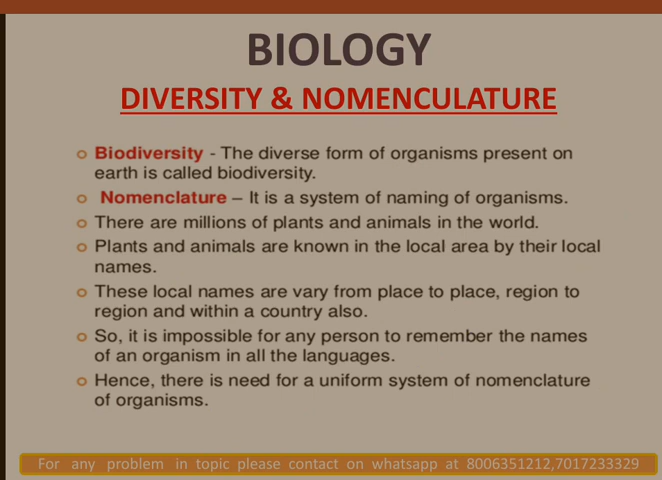 BIOLOGY
DIVERSITY & NOMENCULATURE
Biodiversity - The diverse form of organisms present on
earth is called biodiversity.
Nomenclature – It is a system of naming of organisms.
There are millions of plants and animals in the world.
Plants and animals are known in the local area by their local
names.
These local names are vary from place to place, region to
region and within a country also.
So, it is impossible for any person to remember the names
of an organism in all the languages.
Hence, there is need for a uniform system of nomenclature
of organisms.
For any problem in topic please contact on whatsapp at 8006351212,7017233329